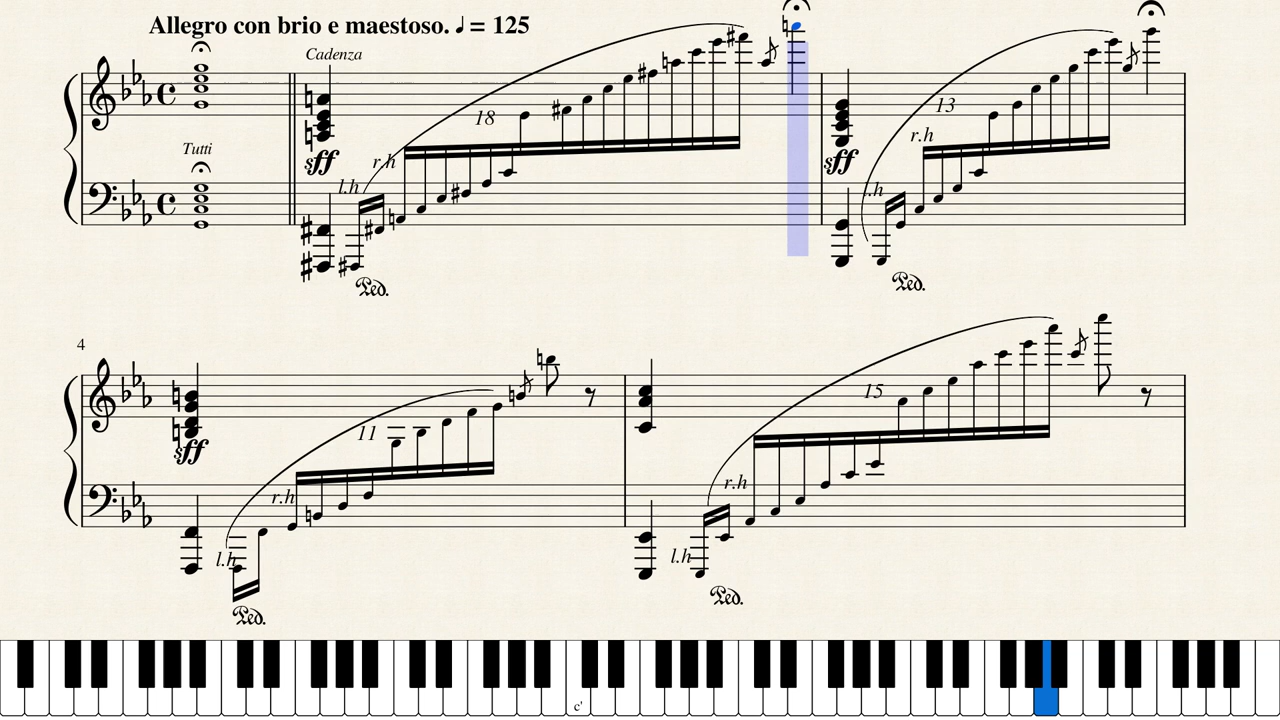 Allegro con brio e maestoso. ♩ = 125
Cadenza
18
13
Tutti
sff
r.h
sff
r.h
l.h
l.h
Ped.
Ped.
4
11
15
sff
r.h
r.h
l.h
l.h
Ped.
Ped.
c'